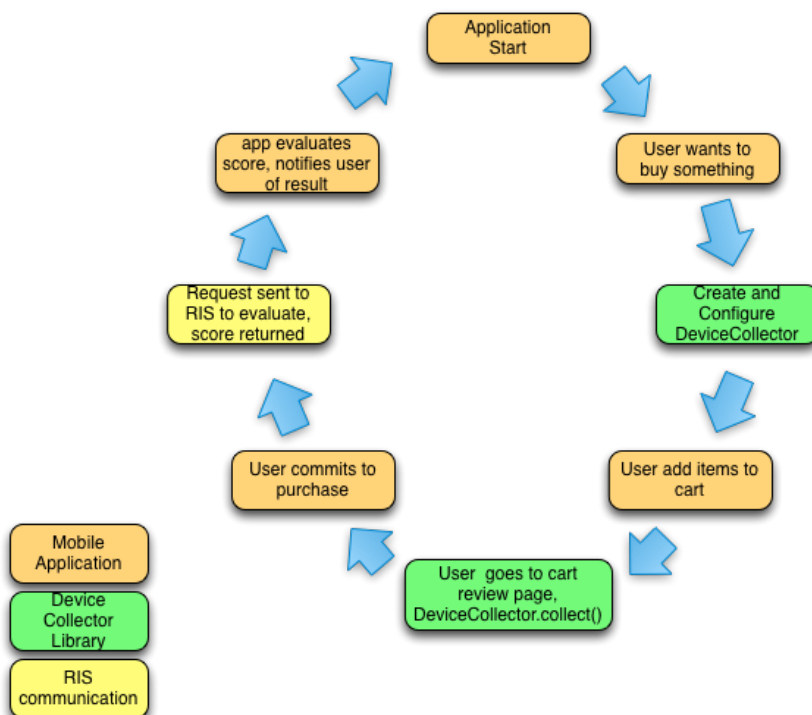 Application
Start
User wants to
buy something
Create and
Configure
DeviceCollector
User add items to
cart
User  goes to cart
review page,
DeviceCollector.collect()
User commits to
purchase
Request sent to
RIS to evaluate,
score returned
app evaluates
score, notifies user
of result
Mobile
Application
Device
Collector
Library
RIS
communication